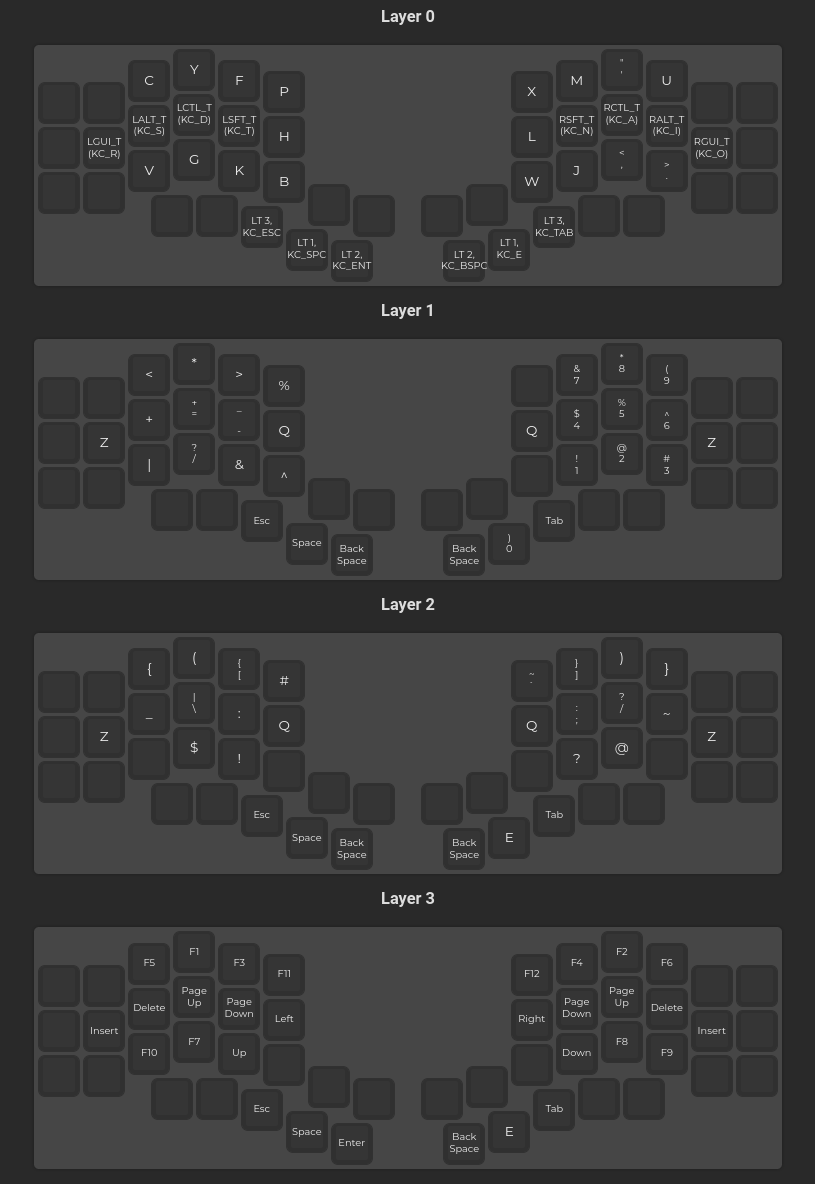 Layer 0
C Y F P X M " ' U
LGUI_T (KC_R) LALT_T (KC_S) LCTL_T (KC_D) LSFT_T (KC_T) H L RSFT_T (KC_N) RCTL_T (KC_A) RALT_T (KC_I) RGUI_T (KC_O)
V G K B W J < , > .
LT 3, KC_ESC LT 1, KC_SPC LT 2, KC_ENT LT 2, KC_BSPC LT 1, KC_E LT 3, KC_TAB
Layer 1
< * > % & 7 * 8 ( 9
Z + + = _ - Q Q $ 4 % 5 ^ 6 Z
| ? / & ^ ! 1 @ 2 # 3
Esc Space Back Space Back Space ) 0 Tab
Layer 2
{ ( { [ # ~ ` } ] ) }
Z _ | \ : Q Q : ; ? / ~ Z
$ ! ? @
Esc Space Back Space Back Space E Tab
Layer 3
F5 F1 F3 F11 F12 F4 F2 F6
Insert Delete Page Up Page Down Left Right Page Down Page Up Delete Insert
F10 F7 Up Down F8 F9
Esc Space Enter Back Space E Tab